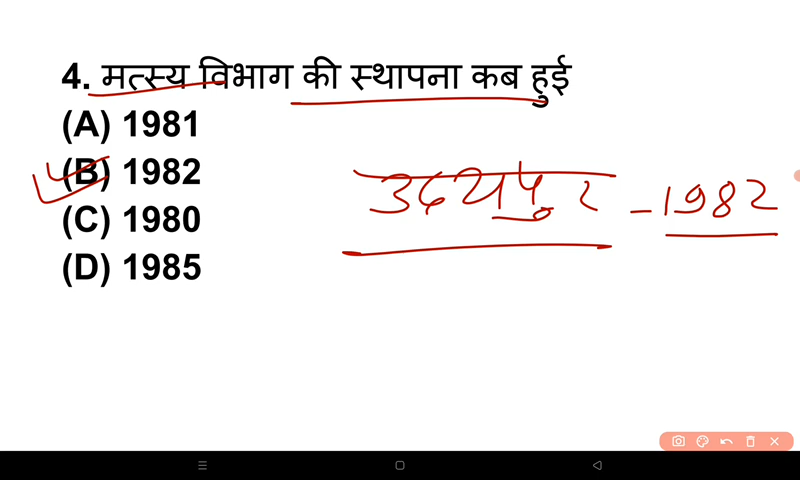 4. मत्स्य विभाग की स्थापना कब हुई
(A) 1981
(B) 1982
(C) 1980
(D) 1985
उदयपुर - 1982